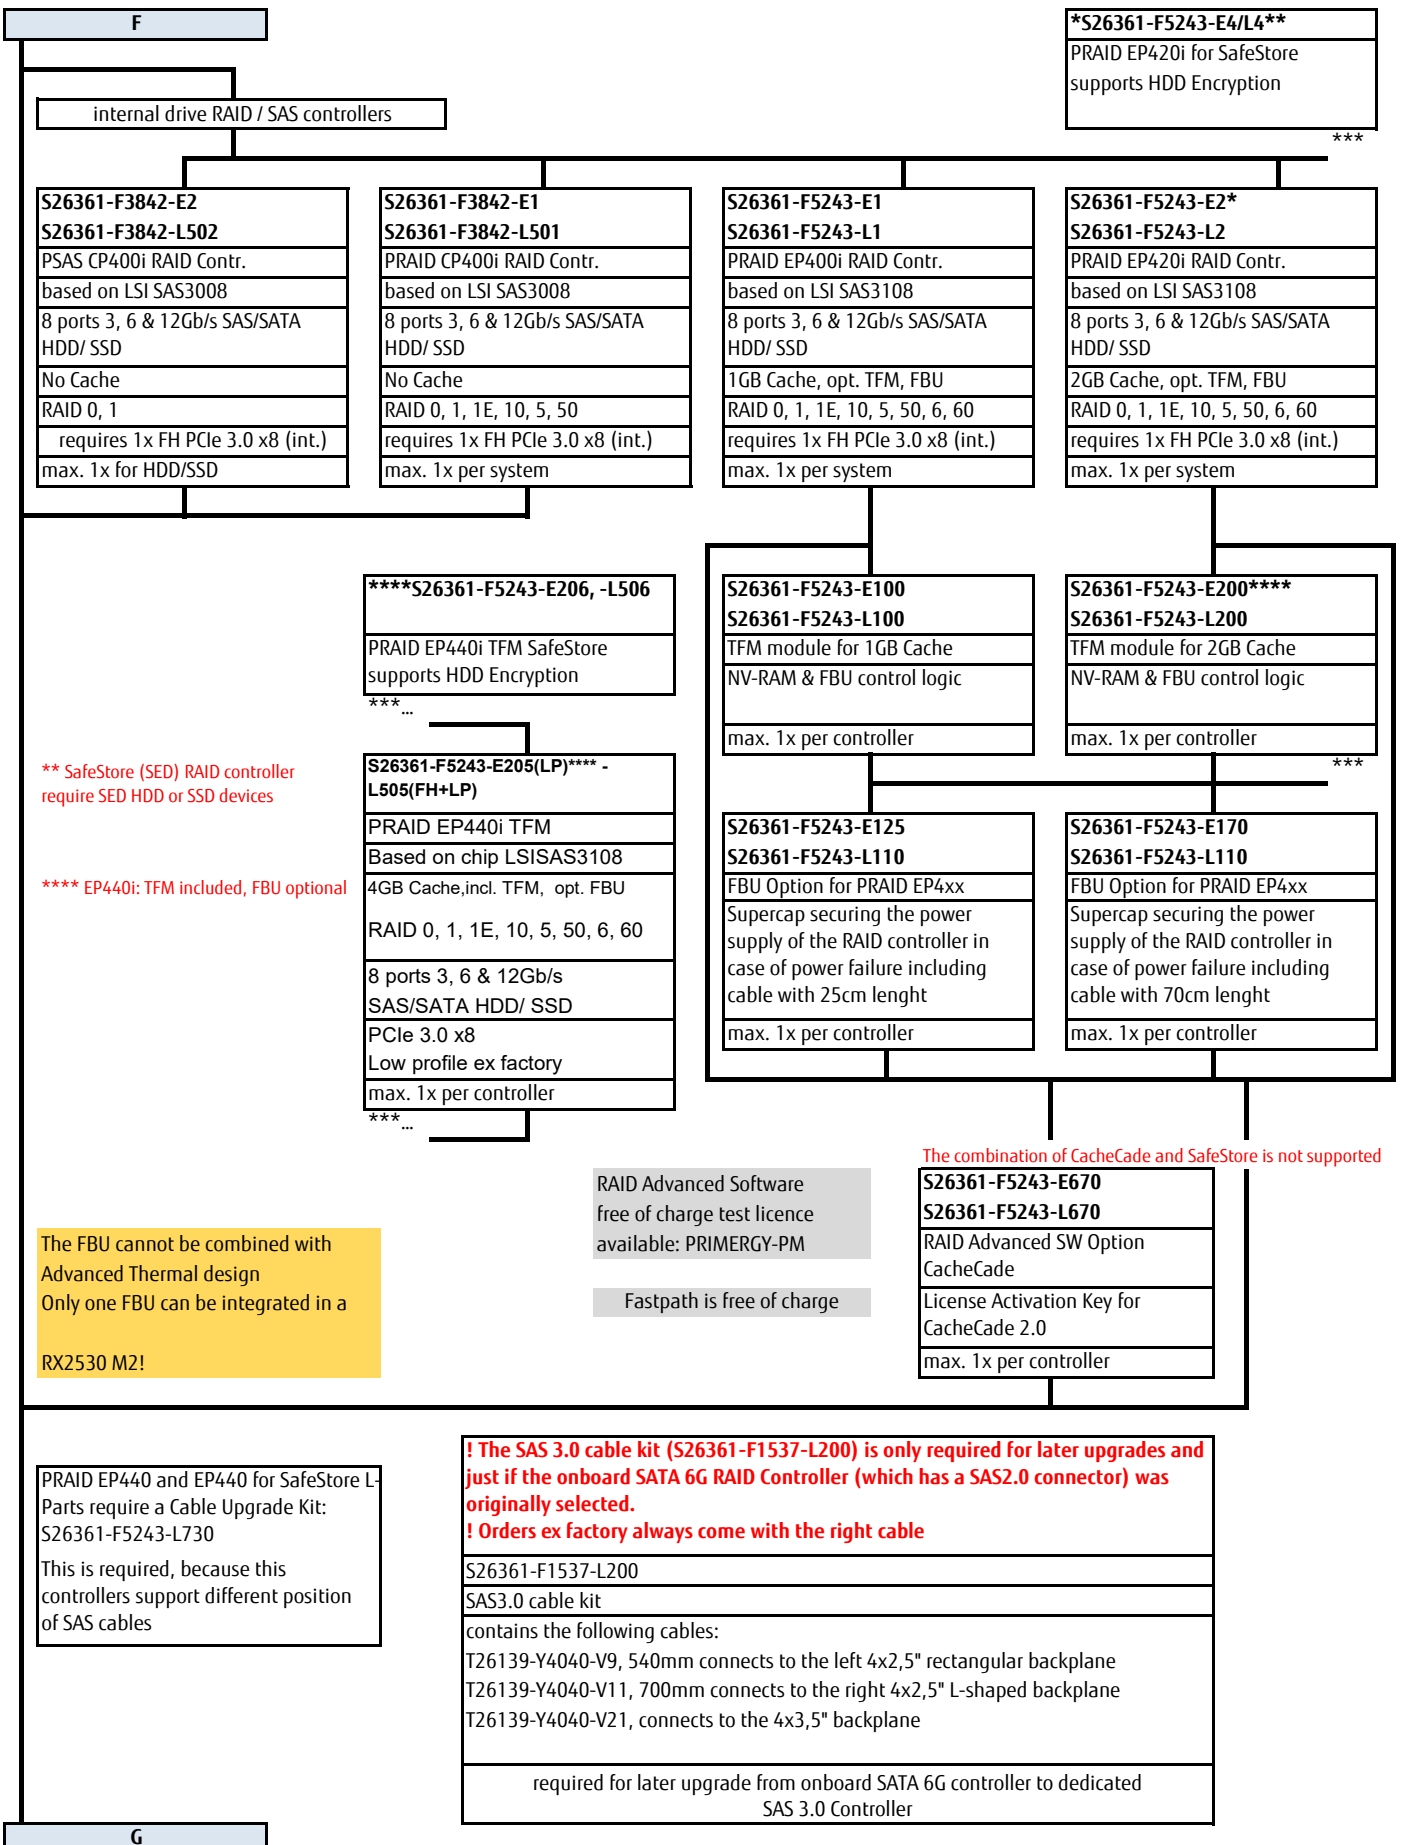 F
*S26361-F5243-E4/L4**
PRAID EP420i for SafeStore
supports HDD Encryption
***
internal drive RAID / SAS controllers
S26361-F3842-E2
S26361-F3842-L502
PSAS CP400i RAID Contr.
based on LSI SAS3008
8 ports 3, 6 & 12Gb/s SAS/SATA
HDD/ SSD
No Cache
RAID 0, 1
requires 1x FH PCIe 3.0 x8 (int.)
max. 1x for HDD/SSD
S26361-F3842-E1
S26361-F3842-L501
PRAID CP400i RAID Contr.
based on LSI SAS3008
8 ports 3, 6 & 12Gb/s SAS/SATA
HDD/ SSD
No Cache
RAID 0, 1, 1E, 10, 5, 50
requires 1x FH PCIe 3.0 x8 (int.)
max. 1x per system
S26361-F5243-E1
S26361-F5243-L1
PRAID EP400i RAID Contr.
based on LSI SAS3108
8 ports 3, 6 & 12Gb/s SAS/SATA
HDD/ SSD
1GB Cache, opt. TFM, FBU
RAID 0, 1, 1E, 10, 5, 50, 6, 60
requires 1x FH PCIe 3.0 x8 (int.)
max. 1x per system
S26361-F5243-E2*
S26361-F5243-L2
PRAID EP420i RAID Contr.
based on LSI SAS3108
8 ports 3, 6 & 12Gb/s SAS/SATA
HDD/ SSD
2GB Cache, opt. TFM, FBU
RAID 0, 1, 1E, 10, 5, 50, 6, 60
requires 1x FH PCIe 3.0 x8 (int.)
max. 1x per system
****S26361-F5243-E206, -L506
PRAID EP440i TFM SafeStore
supports HDD Encryption
***...
S26361-F5243-E100
S26361-F5243-L100
TFM module for 1GB Cache
NV-RAM & FBU control logic
max. 1x per controller
S26361-F5243-E200****
S26361-F5243-L200
TFM module for 2GB Cache
NV-RAM & FBU control logic
max. 1x per controller
***
** SafeStore (SED) RAID controller
require SED HDD or SSD devices
**** EP440i: TFM included, FBU optional
S26361-F5243-E205(LP)**** -
L505(FH+LP)
PRAID EP440i TFM
Based on chip LSISAS3108
4GB Cache,incl. TFM, opt. FBU
RAID 0, 1, 1E, 10, 5, 50, 6, 60
8 ports 3, 6 & 12Gb/s
SAS/SATA HDD/ SSD
PCIe 3.0 x8
Low profile ex factory
max. 1x per controller
***...
S26361-F5243-E125
S26361-F5243-L110
FBU Option for PRAID EP4xx
Supercap securing the power
supply of the RAID controller in
case of power failure including
cable with 25cm lenght
max. 1x per controller
S26361-F5243-E170
S26361-F5243-L110
FBU Option for PRAID EP4xx
Supercap securing the power
supply of the RAID controller in
case of power failure including
cable with 70cm lenght
max. 1x per controller
The combination of CacheCade and SafeStore is not supported
RAID Advanced Software
free of charge test licence
available: PRIMERGY-PM
Fastpath is free of charge
S26361-F5243-E670
S26361-F5243-L670
RAID Advanced SW Option
CacheCade
License Activation Key for
CacheCade 2.0
max. 1x per controller
The FBU cannot be combined with
Advanced Thermal design
Only one FBU can be integrated in a
RX2530 M2!
PRAID EP440 and EP440 for SafeStore L-
Parts require a Cable Upgrade Kit:
S26361-F5243-L730
This is required, because this
controllers support different position
of SAS cables
! The SAS 3.0 cable kit (S26361-F1537-L200) is only required for later upgrades and
just if the onboard SATA 6G RAID Controller (which has a SAS2.0 connector) was
originally selected.
! Orders ex factory always come with the right cable
S26361-F1537-L200
SAS3.0 cable kit
contains the following cables:
T26139-Y4040-V9, 540mm connects to the left 4x2,5" rectangular backplane
T26139-Y4040-V11, 700mm connects to the right 4x2,5" L-shaped backplane
T26139-Y4040-V21, connects to the 4x3,5" backplane
required for later upgrade from onboard SATA 6G controller to dedicated
SAS 3.0 Controller
G